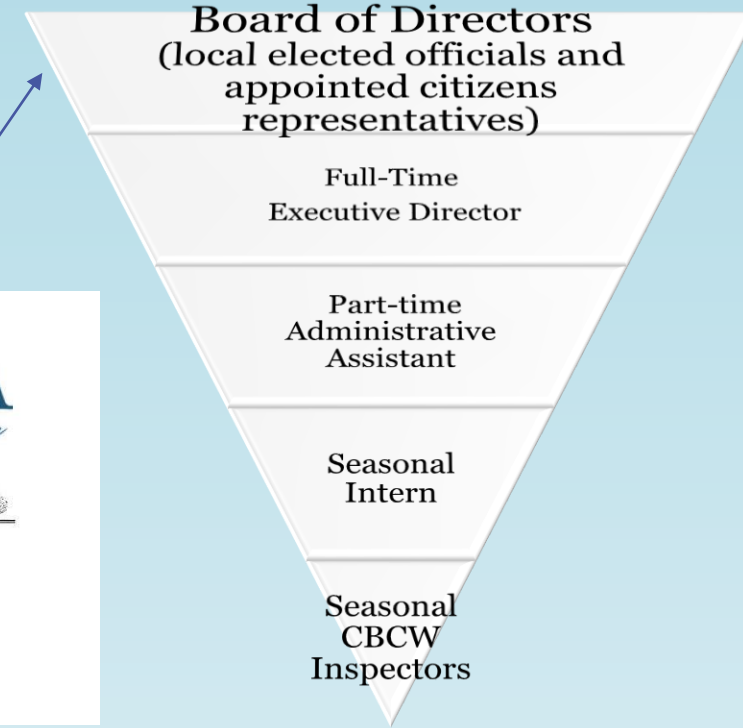 Board of Directors
(local elected officials and
appointed citizens
representatives)
Full-Time
Executive Director
Part-time
Administrative
Assistant
Seasonal
Intern
Seasonal
CBCW
Inspectors